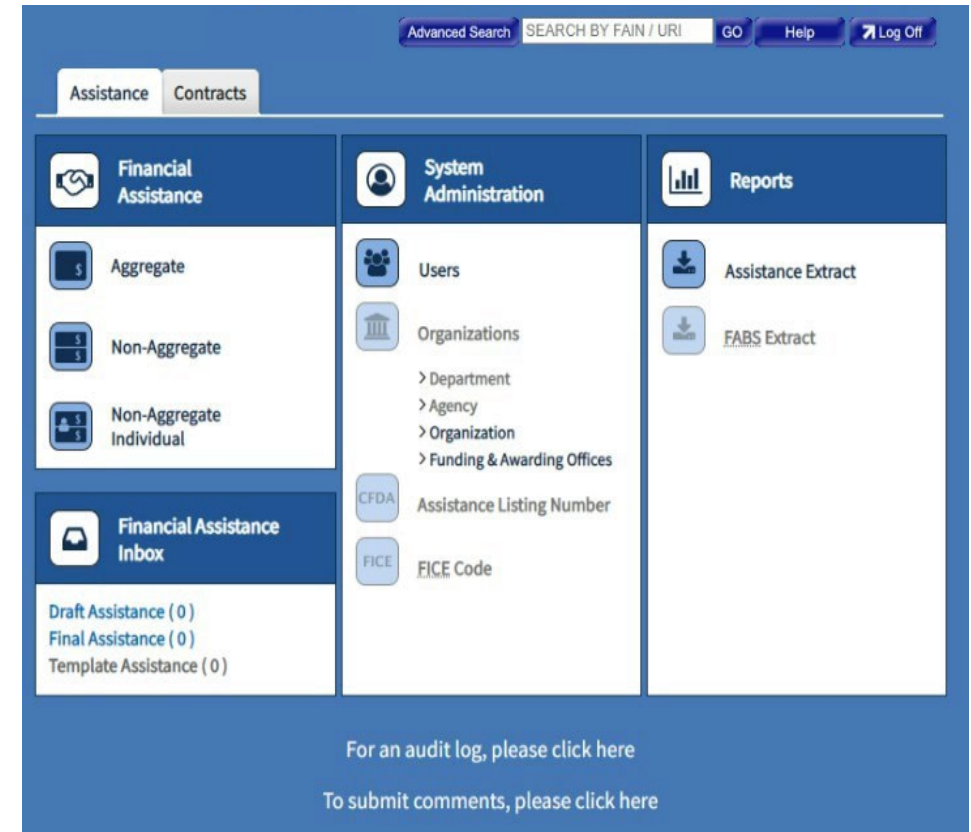 Advanced Search SEARCH BY FAIN / URI GO Help Log Off
Assistance Contracts
Financial
Assistance
$
Aggregate
$
$
Non-Aggregate
$
$
Non-Aggregate
Individual
Financial Assistance
Inbox
Draft Assistance ( 0 )
Final Assistance ( 0 )
Template Assistance ( 0 )
System
Administration
Users
Organizations
> Department
> Agency
> Organization
> Funding & Awarding Offices
CFDA Assistance Listing Number
FICE FICE Code
Reports
Assistance Extract
FABS Extract
For an audit log, please click here
To submit comments, please click here